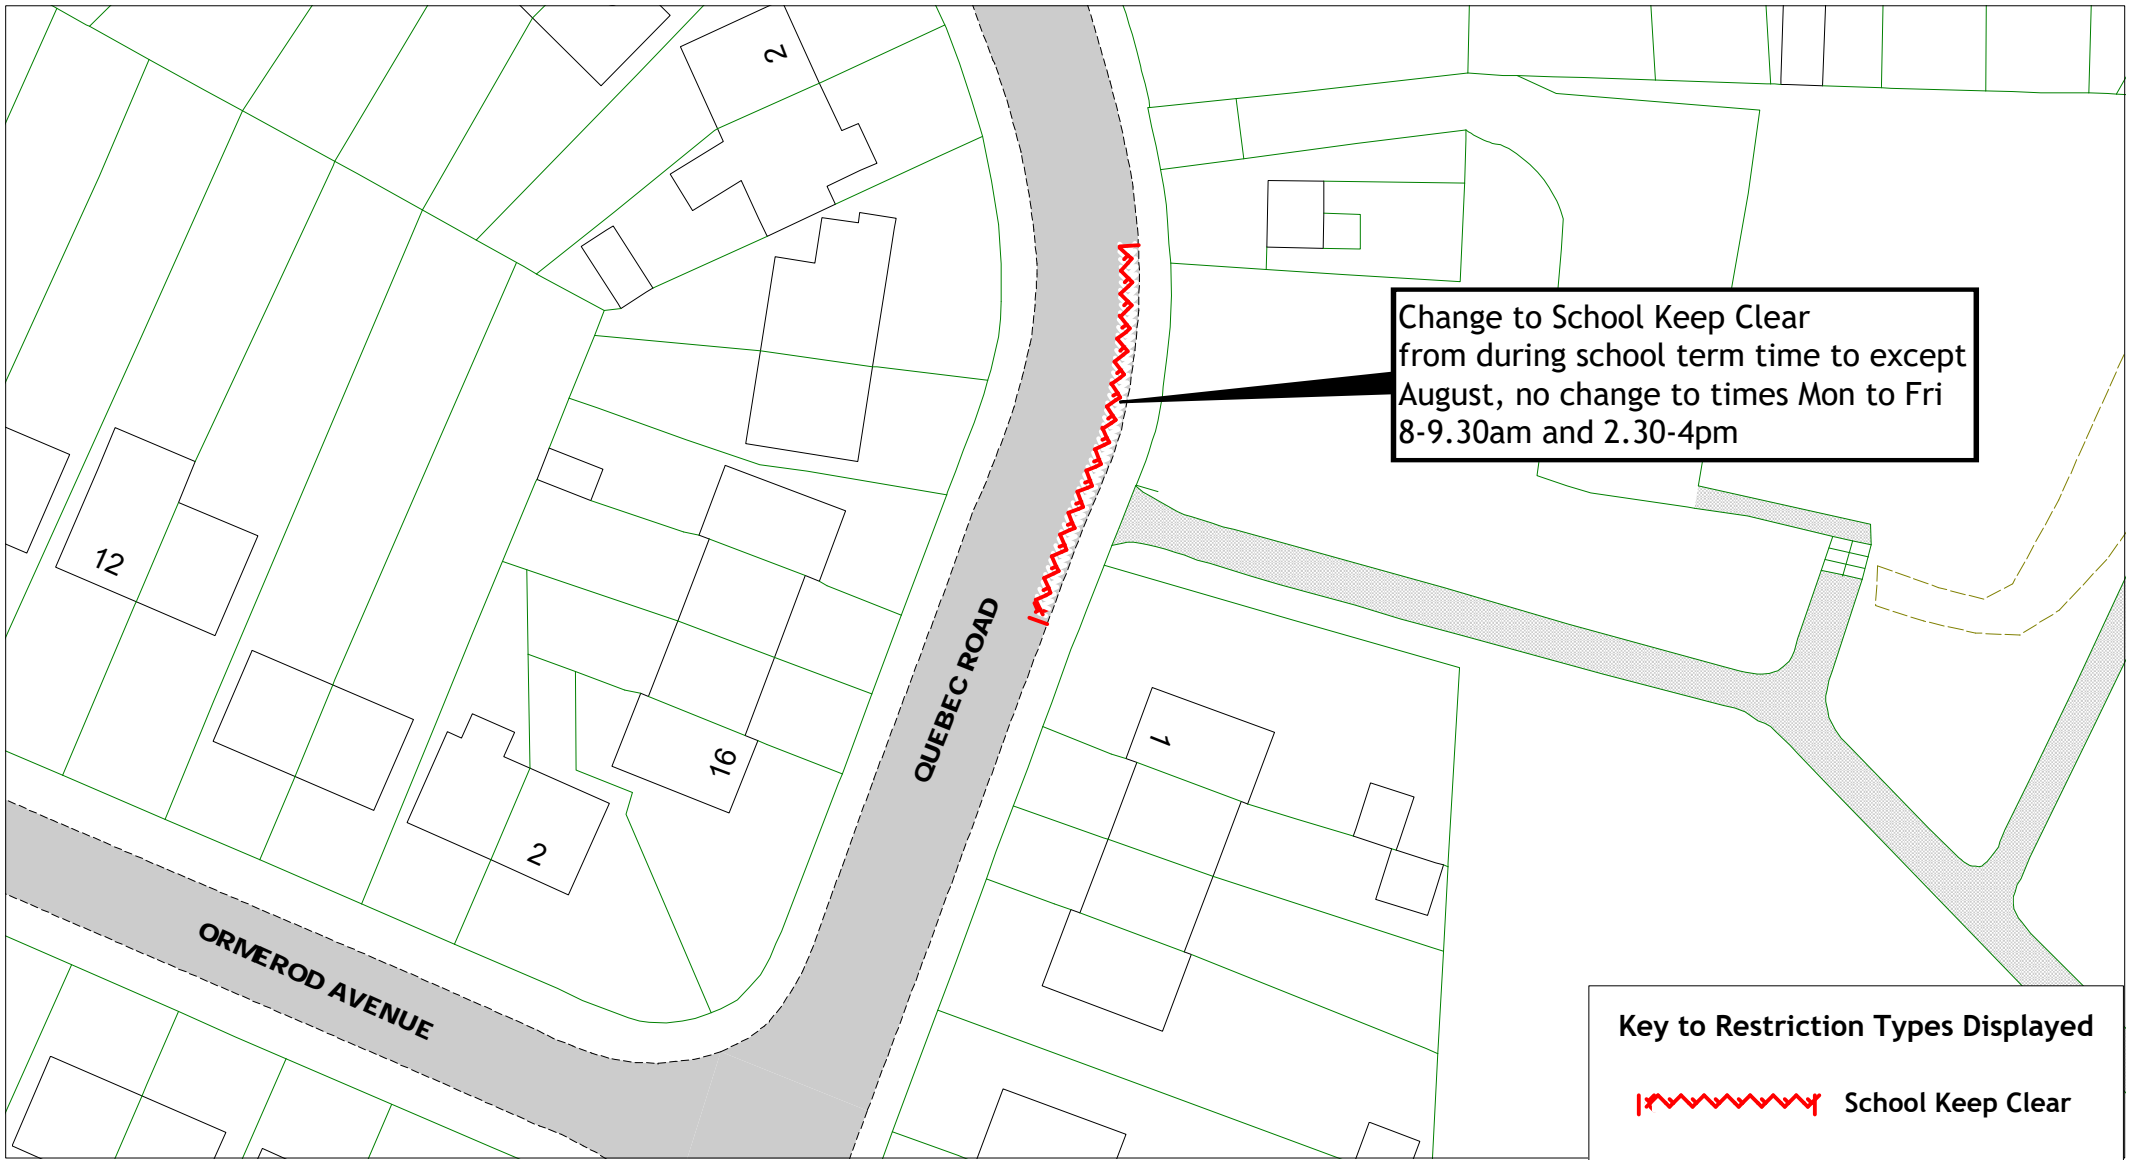 2
Change to School Keep Clear
from during school term time to except
August, no change to times Mon to Fri
8-9.30am and 2.30-4pm
12
QUEBEC ROAD
1
16
2
ORMEROD AVENUE
Key to Restriction Types Displayed
School Keep Clear